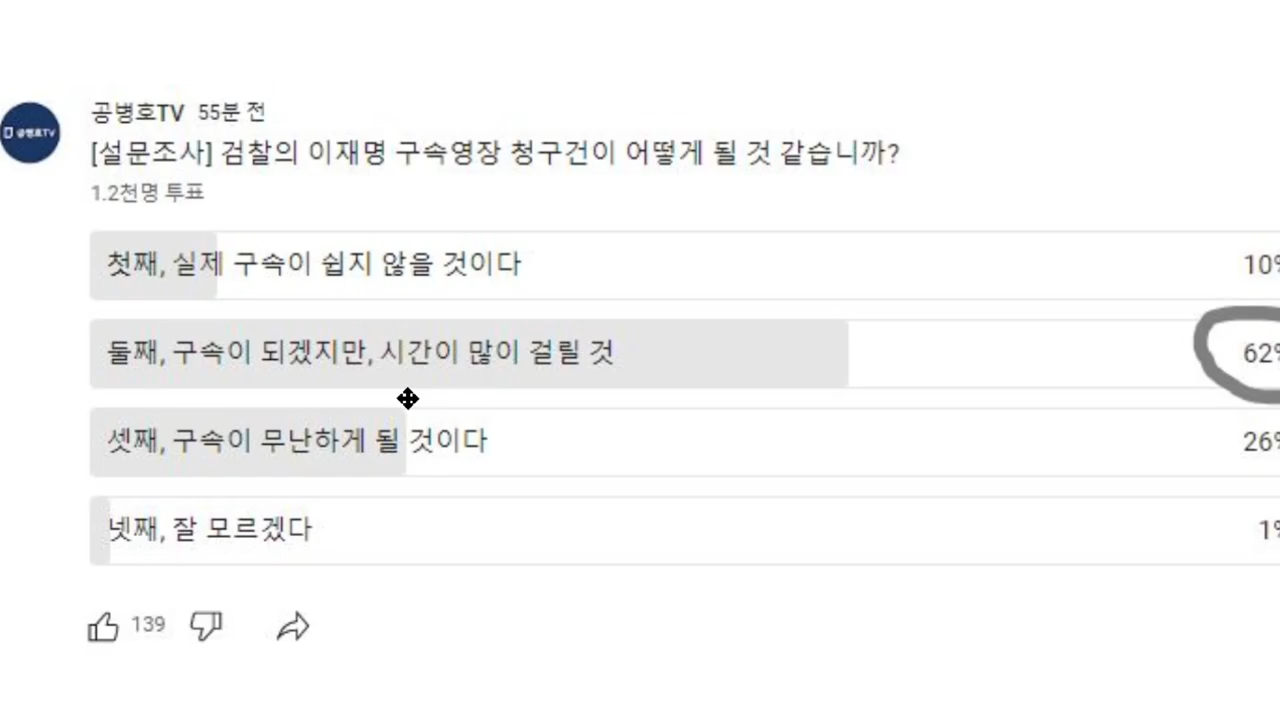 공병호TV 55분 전
공병호TV
[설문조사] 검찰의 이재명 구속영장 청구건이 어떻게 될 것 같습니까?
1.2천명 투표
첫째, 실제 구속이 쉽지 않을 것이다 10%
둘째, 구속이 되겠지만, 시간이 많이 걸릴 것 62%
셋째, 구속이 무난하게 될 것이다 26%
넷째, 잘 모르겠다 1%
139